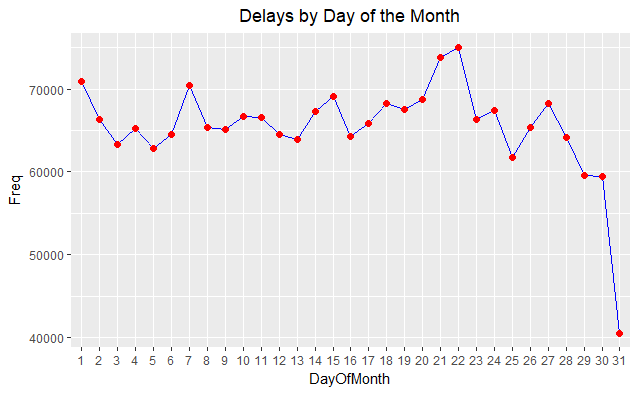 Delays by Day of the Month
Freq
70000
60000
50000
40000
1 2 3 4 5 6 7 8 9 10 11 12 13 14 15 16 17 18 19 20 21 22 23 24 25 26 27 28 29 30 31
DayOfMonth